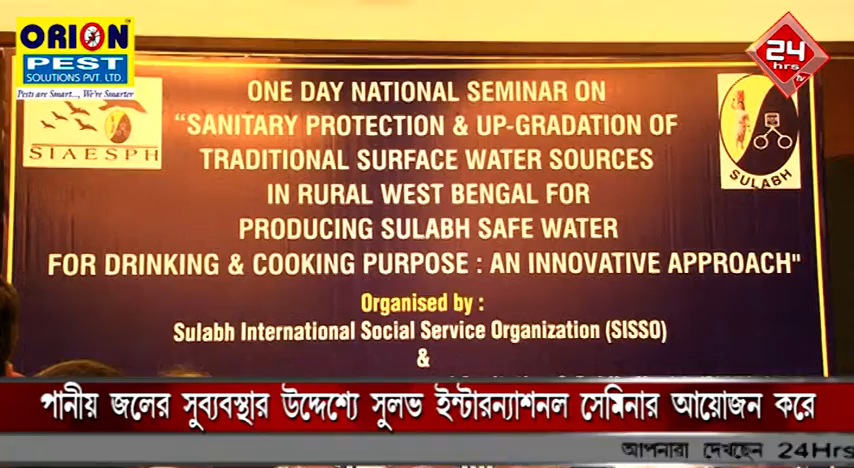 ORION
PEST
SOLUTIONS PVT. LTD.
Pests are Smart..., We're Smarter
24
hrs
tv
SIAESPH
SULABH
ONE DAY NATIONAL SEMINAR ON
"SANITARY PROTECTION & UP-GRADATION OF
TRADITIONAL SURFACE WATER SOURCES
IN RURAL WEST BENGAL FOR
PRODUCING SULABH SAFE WATER
FOR DRINKING & COOKING PURPOSE : AN INNOVATIVE APPROACH"
Organised by :
Sulabh International Social Service Organization (SISSO)
&
পানীয় জলের সুব্যবস্থার উদ্দেশ্যে সুলভ ইন্টারন্যাশনল সেমিনার আয়োজন করে
আপনারা দেখছেন 24Hrs